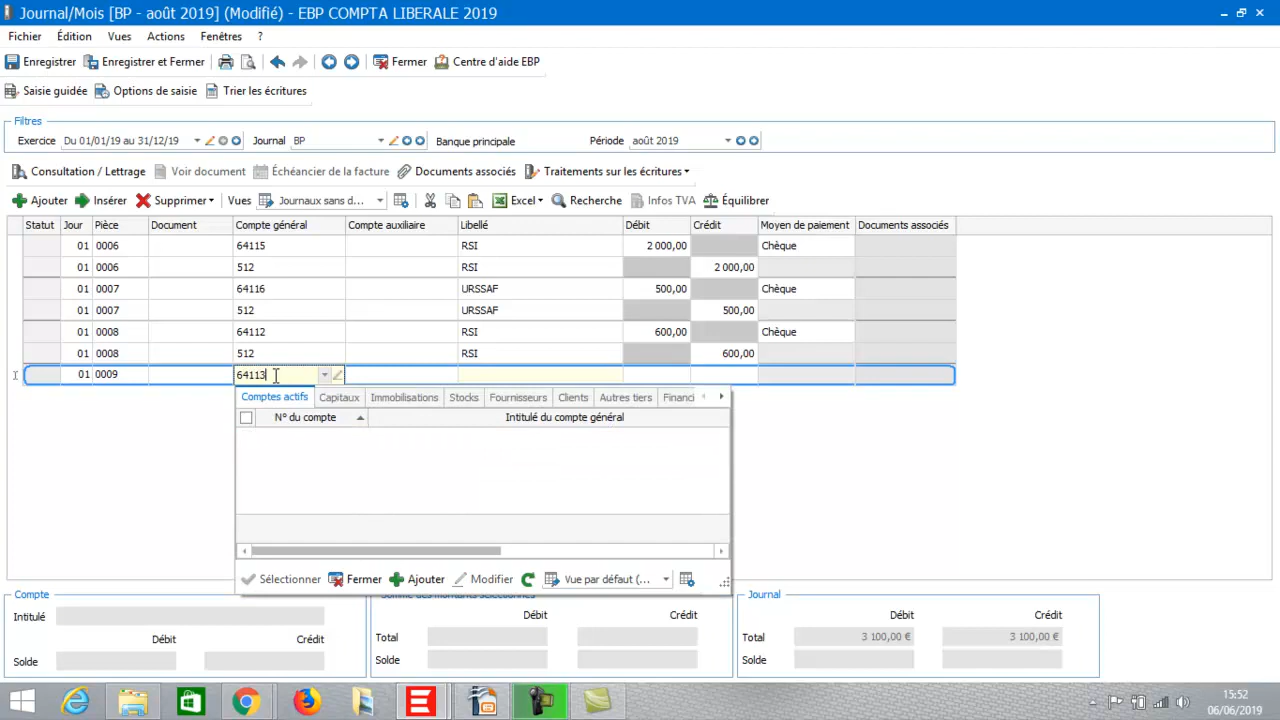 Journal/Mois [BP - août 2019] (Modifié) - EBP COMPTA LIBERALE 2019
Fichier Édition Vues Actions Fenêtres ?
Enregistrer Enregistrer et Fermer Fermer Centre d'aide EBP
Saisie guidée Options de saisie Trier les écritures
Filtres
Exercice Du 01/01/19 au 31/12/19 Journal BP Banque principale Période août 2019
Consultation / Lettrage Voir document Échéancier de la facture Documents associés Traitements sur les écritures
Ajouter Insérer Supprimer Vues Journaux sans d... Excel Recherche Infos TVA Équilibrer
Statut Jour Pièce Document Compte général Compte auxiliaire Libellé Débit Crédit Moyen de paiement Documents associés
01 0006 64115 RSI 2 000,00 Chèque
01 0006 512 RSI 2 000,00
01 0007 64116 URSSAF 500,00 Chèque
01 0007 512 URSSAF 500,00
01 0008 64112 RSI 600,00 Chèque
01 0008 512 RSI 600,00
01 0009 64113
Comptes actifs Capitaux Immobilisations Stocks Fournisseurs Clients Autres tiers Financi
N° du compte Intitulé du compte général
Sélectionner Fermer Ajouter Modifier Vue par défaut (...
Compte Somme des montants sélectionnés Journal
Intitulé Débit Crédit Débit Crédit
Débit Crédit Total Total 3 100,00 € 3 100,00 €
Solde Solde Solde
15:52
06/06/2019